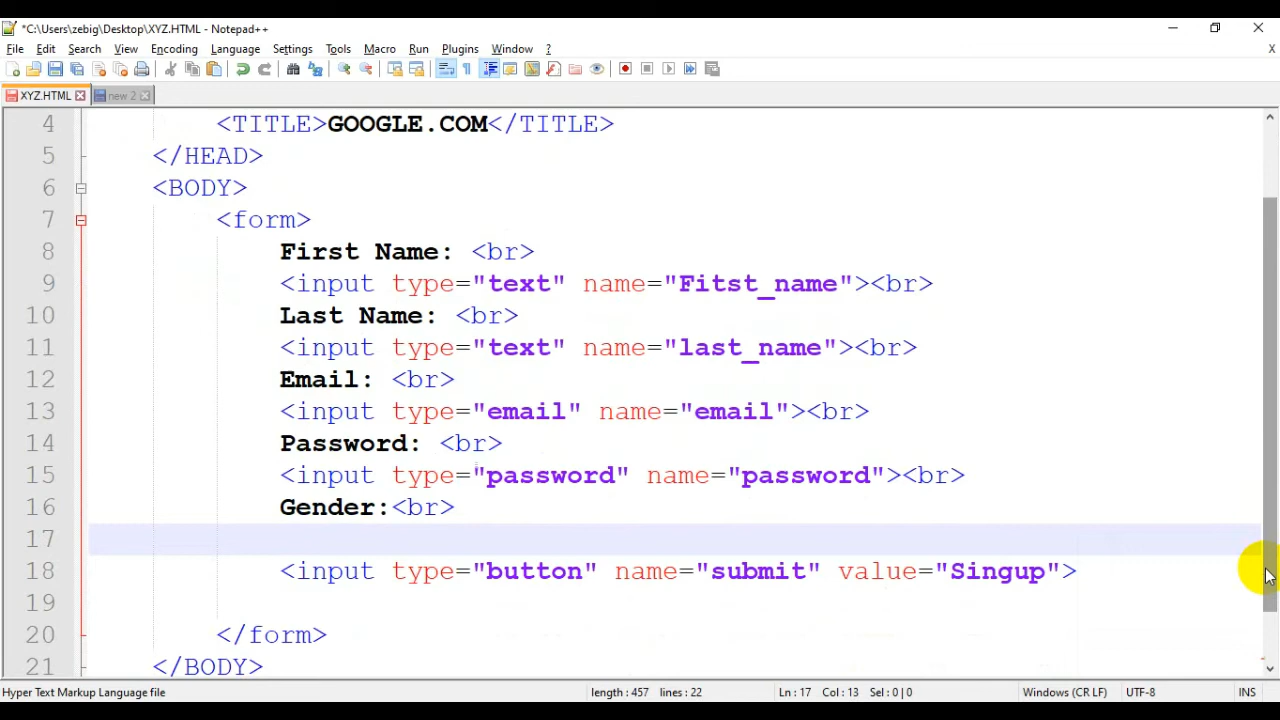 *C:\Users\zebig\Desktop\XYZ.HTML - Notepad++
File Edit Search View Encoding Language Settings Tools Macro Run Plugins Window ? X
XYZ.HTML new 2
4 <TITLE>GOOGLE.COM</TITLE>
5 </HEAD>
6 <BODY>
7 <form>
8 First Name: <br>
9 <input type="text" name="Fitst_name"><br>
10 Last Name: <br>
11 <input type="text" name="last_name"><br>
12 Email: <br>
13 <input type="email" name="email"><br>
14 Password: <br>
15 <input type="password" name="password"><br>
16 Gender:<br>
17
18 <input type="button" name="submit" value="Singup">
19
20 </form>
21 </BODY>
Hyper Text Markup Language file length : 457 lines : 22 Ln : 17 Col : 13 Sel : 0 | 0 Windows (CR LF) UTF-8 INS